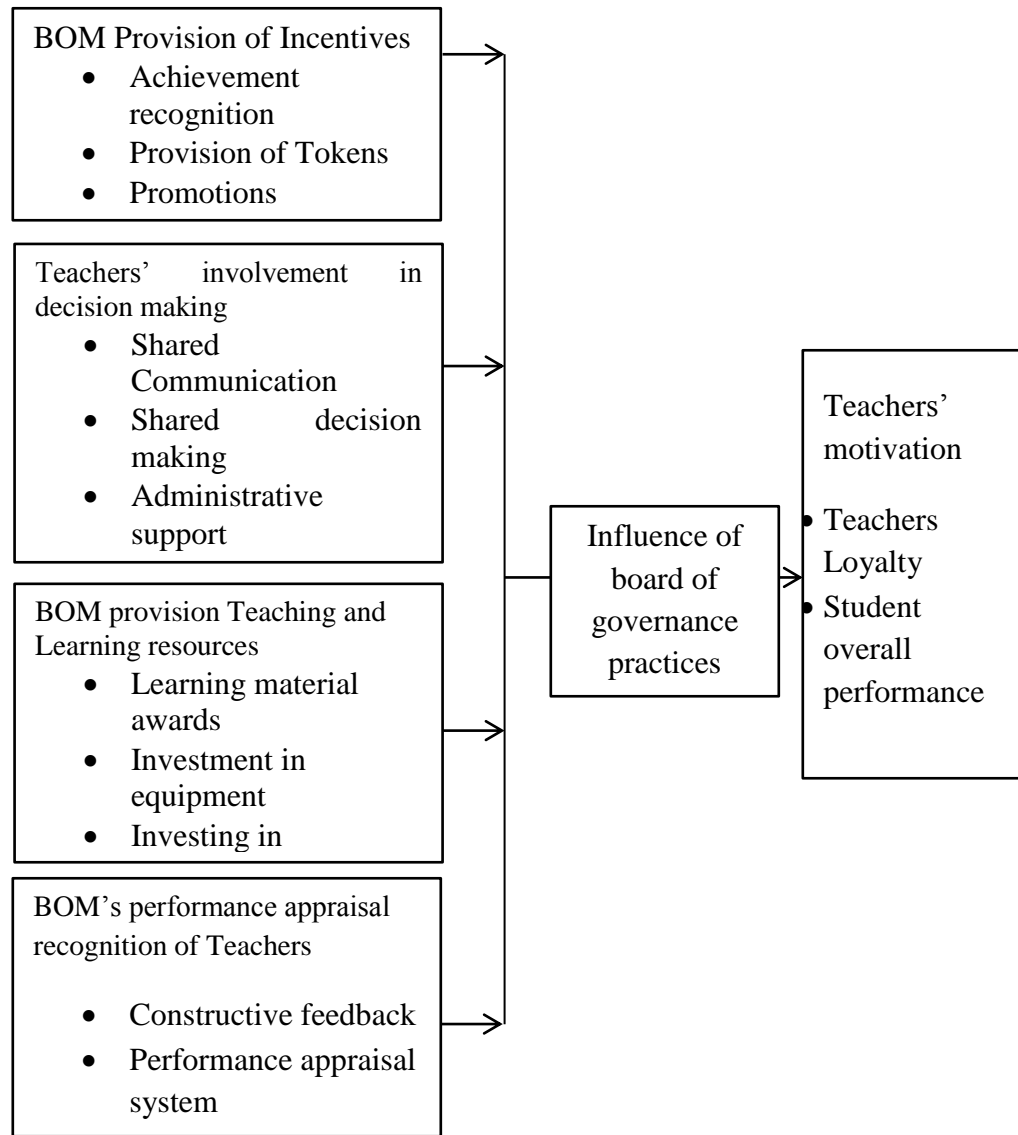 BOM Provision of Incentives
• Achievement
recognition
• Provision of Tokens
• Promotions
Teachers’ involvement in
decision making
• Shared
Communication
• Shared decision
making
• Administrative
support
BOM provision Teaching and
Learning resources
• Learning material
awards
• Investment in
equipment
• Investing in
BOM’s performance appraisal
recognition of Teachers
• Constructive feedback
• Performance appraisal
system
Influence of
board of
governance
practices
Teachers’
motivation
• Teachers
Loyalty
• Student
overall
performance